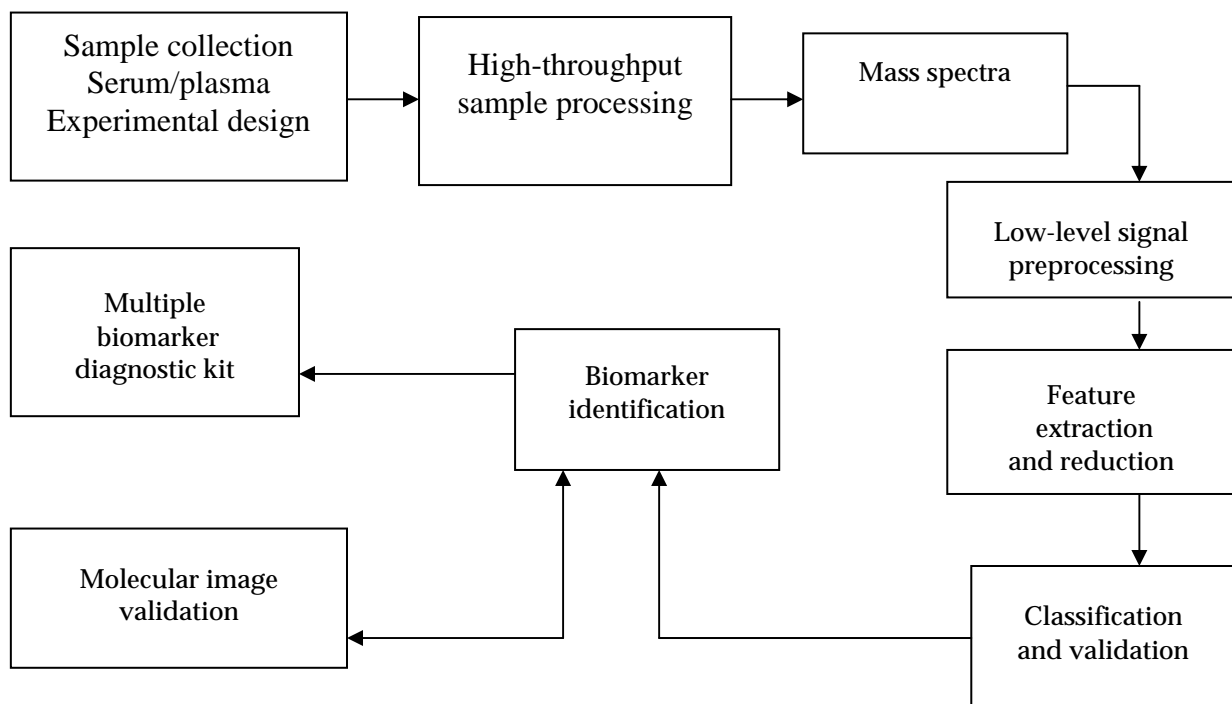 Sample collection
Serum/plasma
Experimental design
High-throughput
sample processing
Mass spectra
Low-level signal
preprocessing
Feature
extraction
and reduction
Classification
and validation
Biomarker
identification
Multiple
biomarker
diagnostic kit
Molecular image
validation